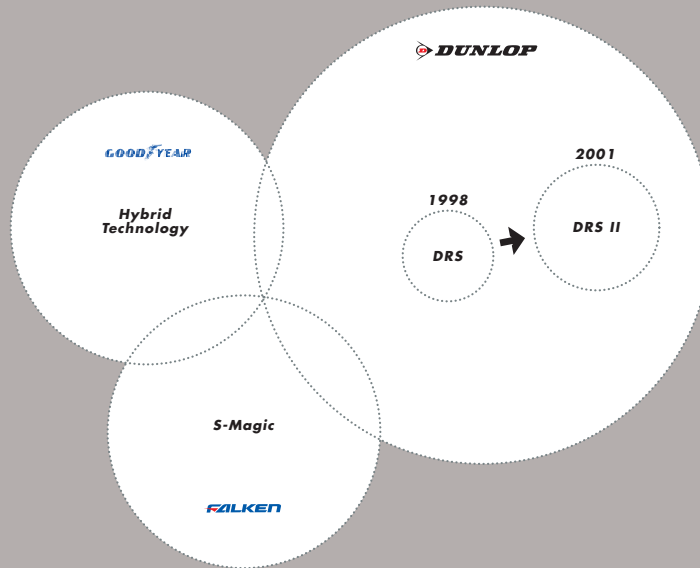 DUNLOP
GOODYEAR
Hybrid
Technology
1998
DRS
2001
DRS II
S-Magic
FALKEN